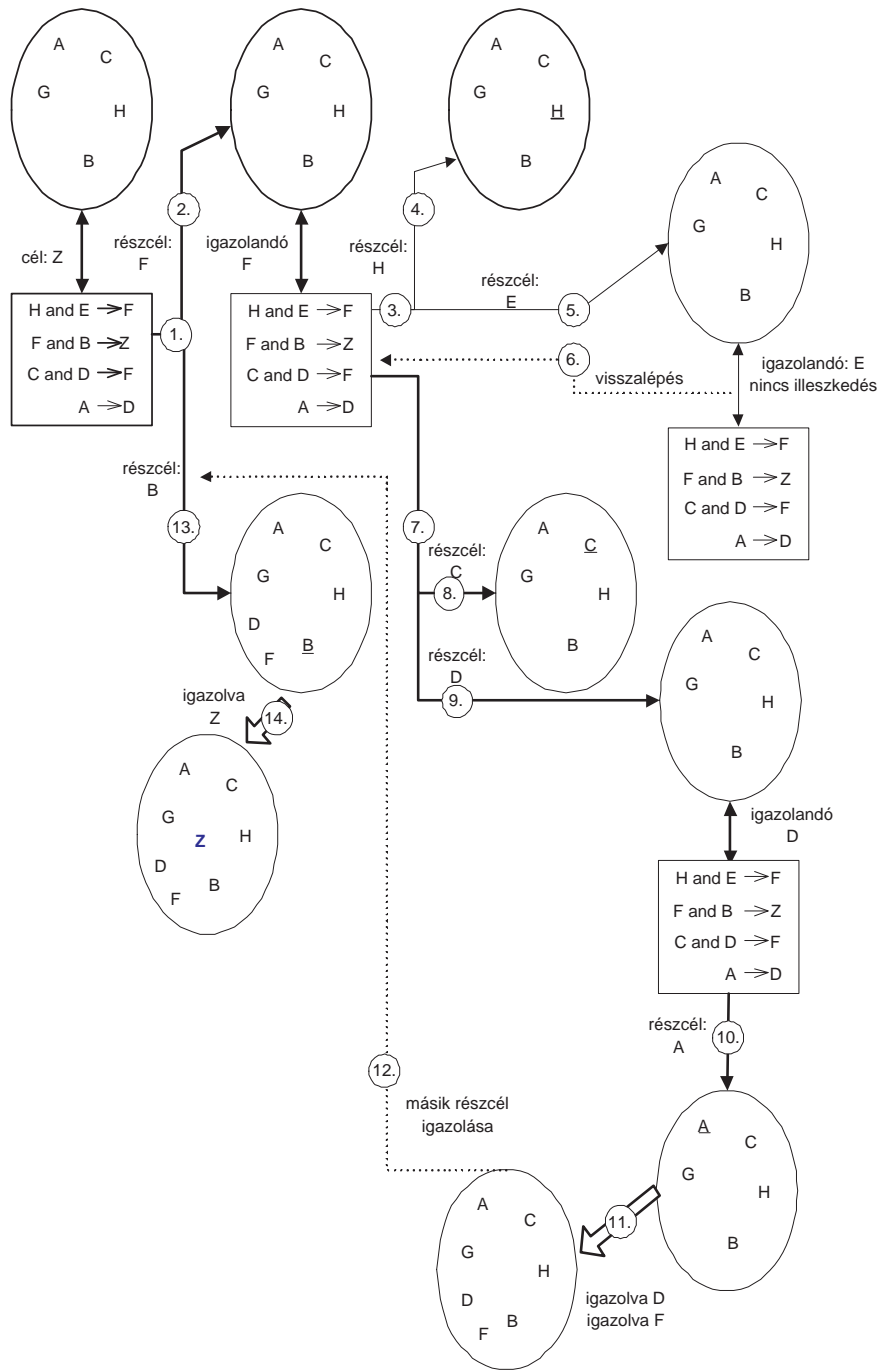 A
C
G
H
B
cél: Z
H and E → F
F and B → Z
C and D → F
A → D
1.
2.
részcél:
F
A
C
G
H
B
igazolandó
F
H and E → F
F and B → Z
C and D → F
A → D
3.
részcél:
H
4.
A
C
G
H
B
részcél:
E
5.
A
C
G
H
B
6.
visszalépés
igazolandó: E
nincs illeszkedés
H and E → F
F and B → Z
C and D → F
A → D
7.
részcél:
C
8.
A
C
G
H
B
részcél:
D
9.
A
C
G
H
B
igazolandó
D
H and E → F
F and B → Z
C and D → F
A → D
részcél:
A
10.
A
C
G
H
B
11.
igazolva D
igazolva F
A
C
G
H
D
B
F
12.
másik részcél
igazolása
részcél:
B
13.
A
C
G
H
D
B
F
igazolva
Z
14.
A
C
G
Z
H
D
B
F